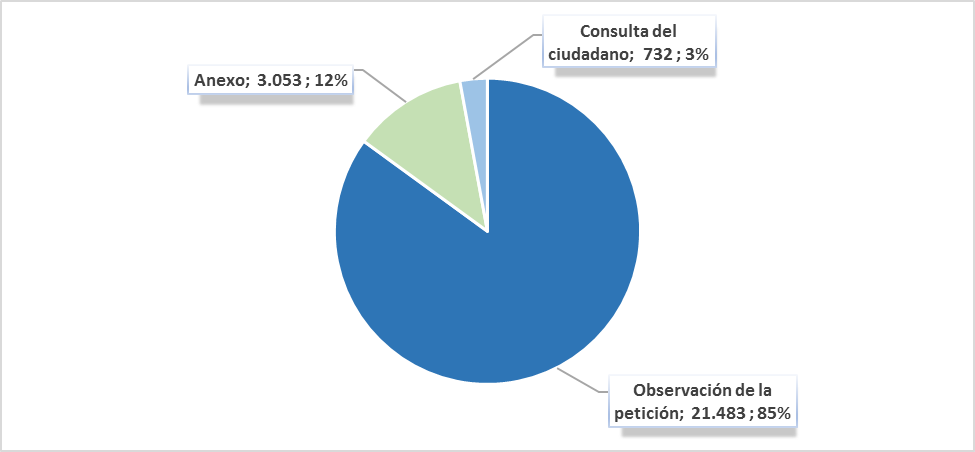 Consulta del
ciudadano; 732 ; 3%
Anexo; 3.053 ; 12%
Observación de la
petición; 21.483 ; 85%